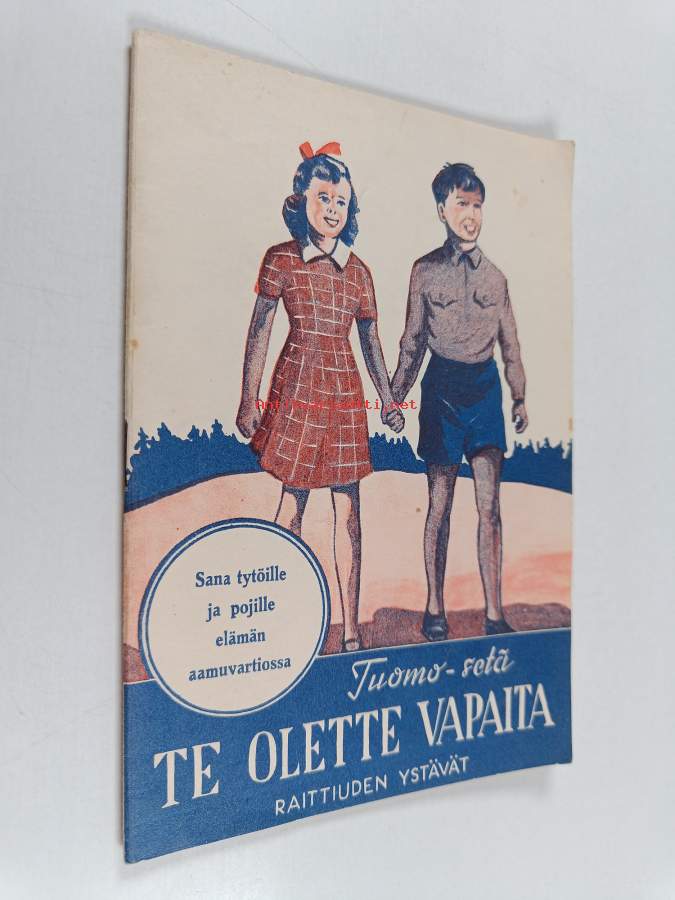 Sana tytöille
ja pojille
elämän
aamuvartiossa
Tuomo-setä
TE OLETTE VAPAITA
RAITTIUDEN YSTÄVÄT